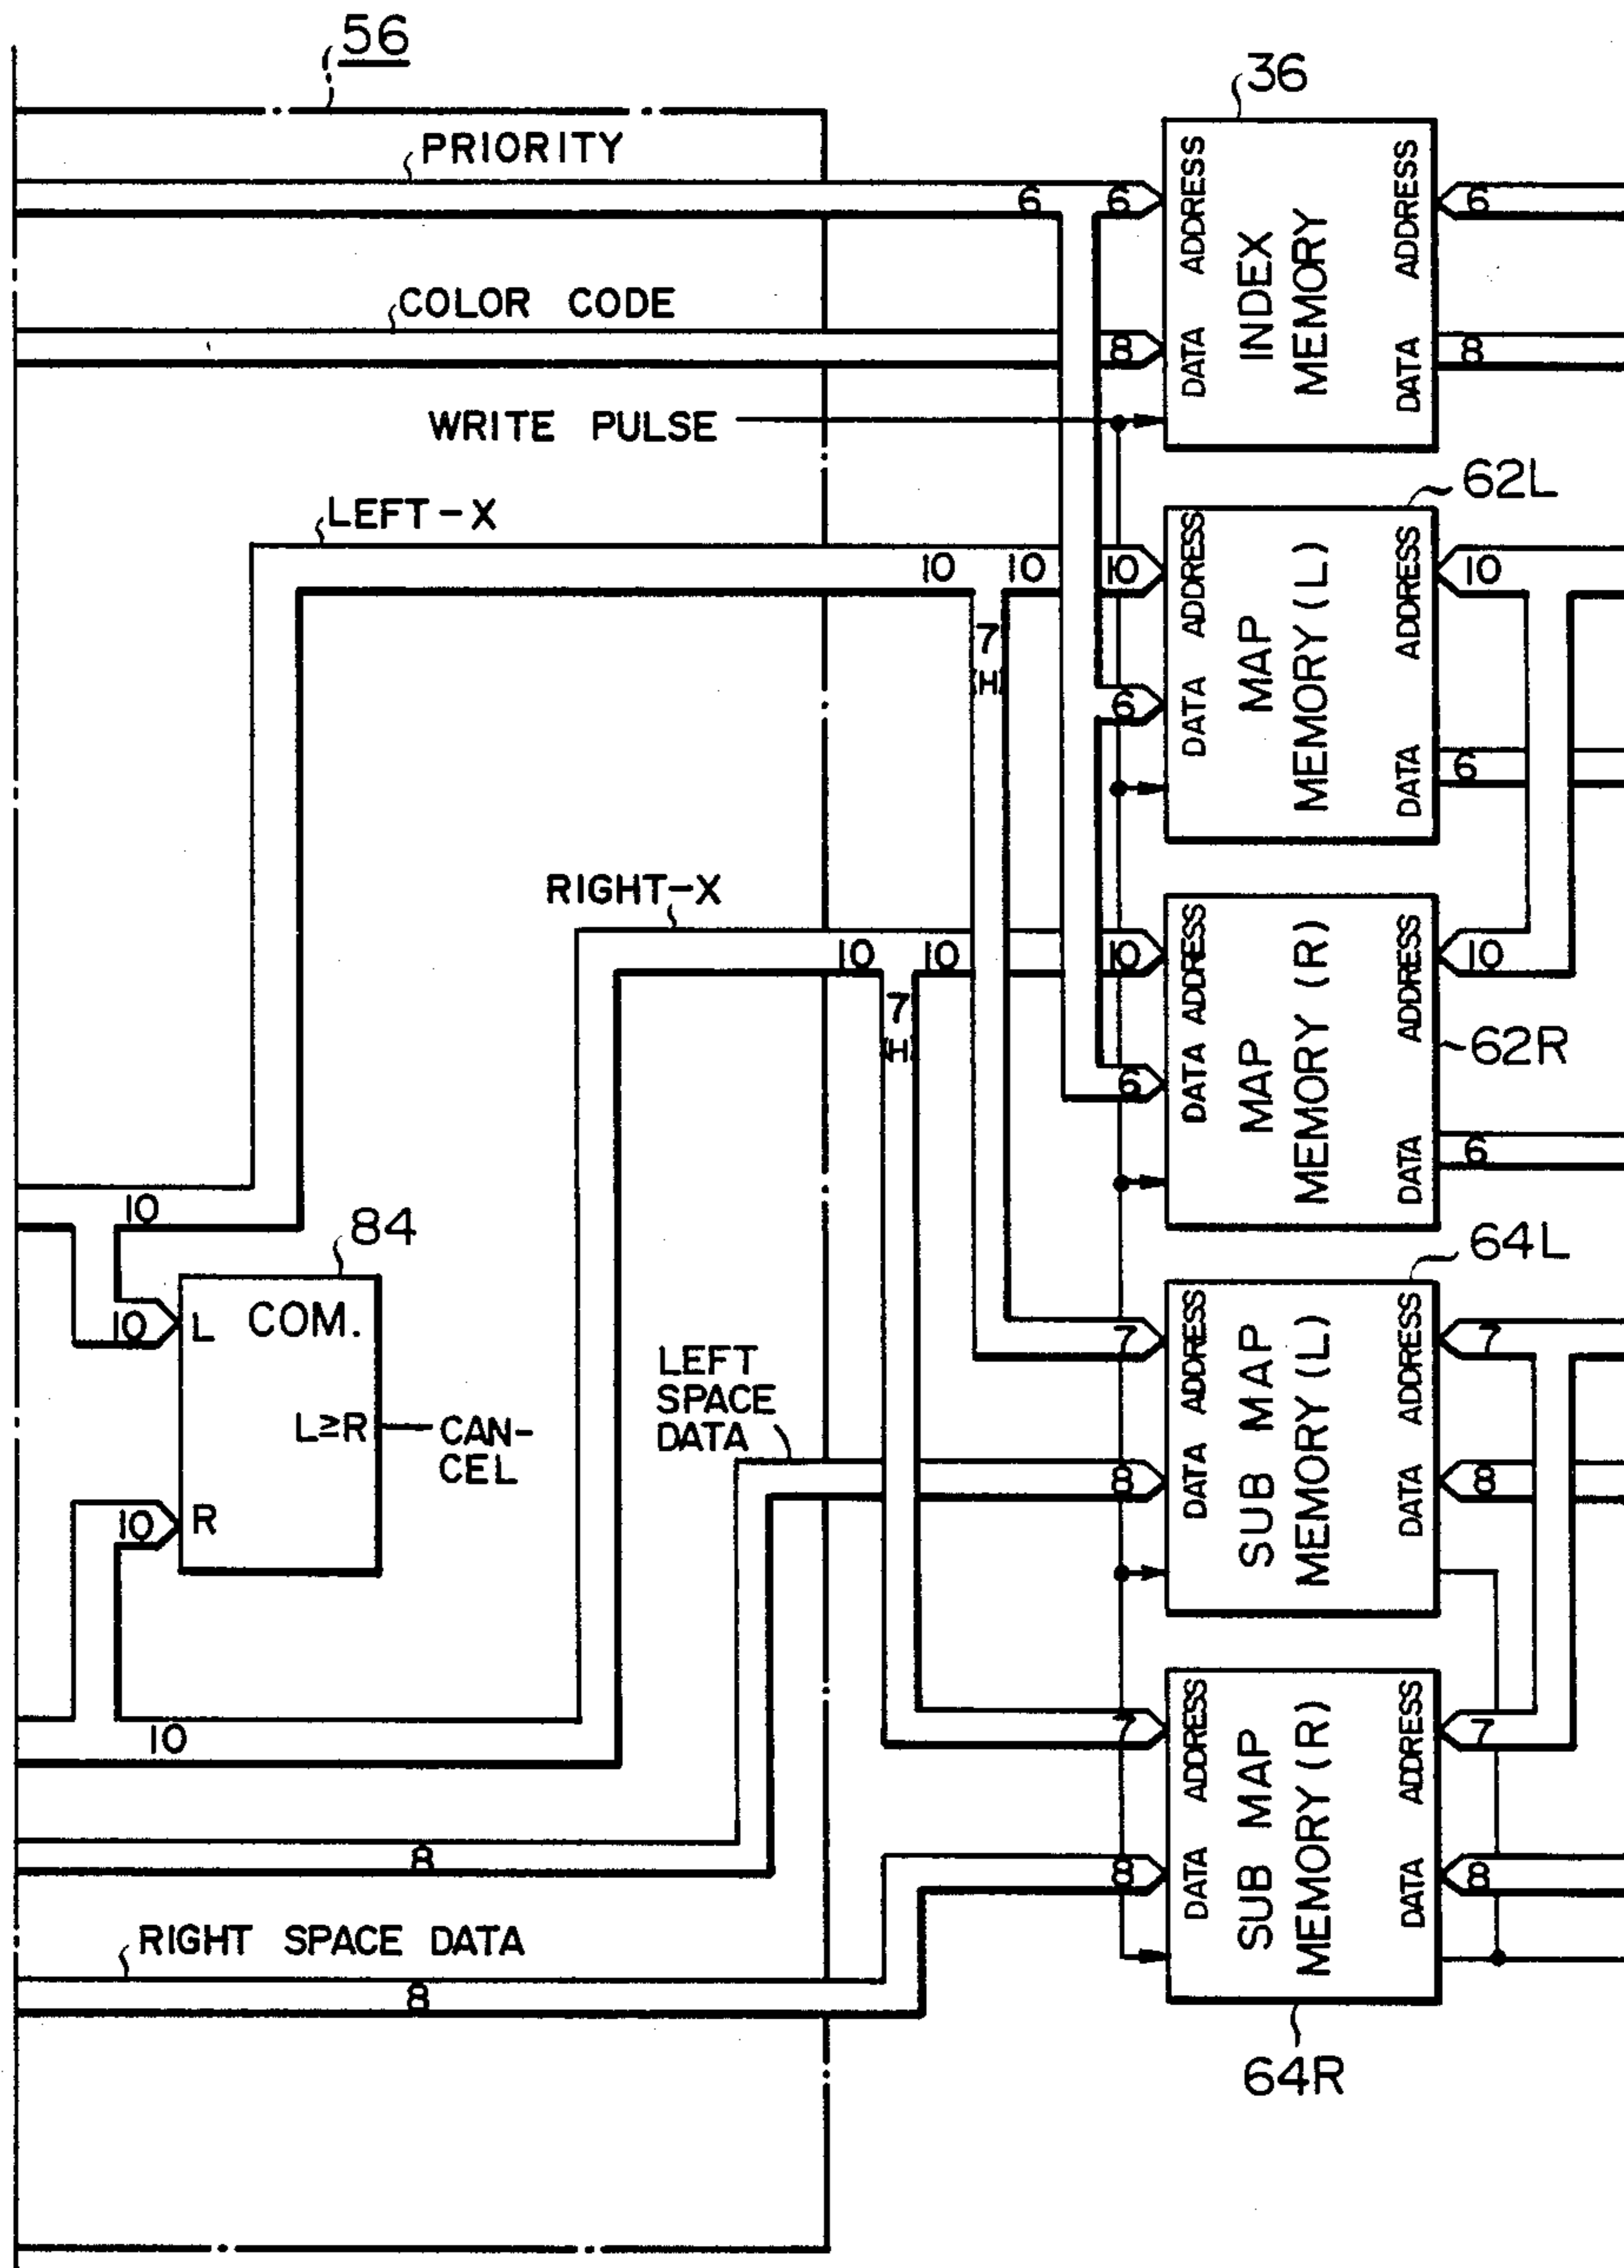 56
36
PRIORITY
6
6
ADDRESS
ADDRESS
6
INDEX
MEMORY
COLOR CODE
8
DATA
DATA
8
WRITE PULSE
62L
LEFT-X
10
10
10
ADDRESS
ADDRESS
10
7
(H)
MAP
MEMORY (L)
6
DATA
DATA
6
RIGHT-X
10
10
10
ADDRESS
ADDRESS
10
7
(H)
62R
MAP
MEMORY (R)
6
DATA
DATA
6
10
84
64L
10
L
COM.
7
ADDRESS
ADDRESS
7
LEFT
SPACE
DATA
L≥R
CAN-
CEL
SUB MAP
MEMORY (L)
8
DATA
DATA
8
10
R
10
7
ADDRESS
ADDRESS
7
SUB MAP
MEMORY (R)
8
8
DATA
DATA
8
RIGHT SPACE DATA
8
64R